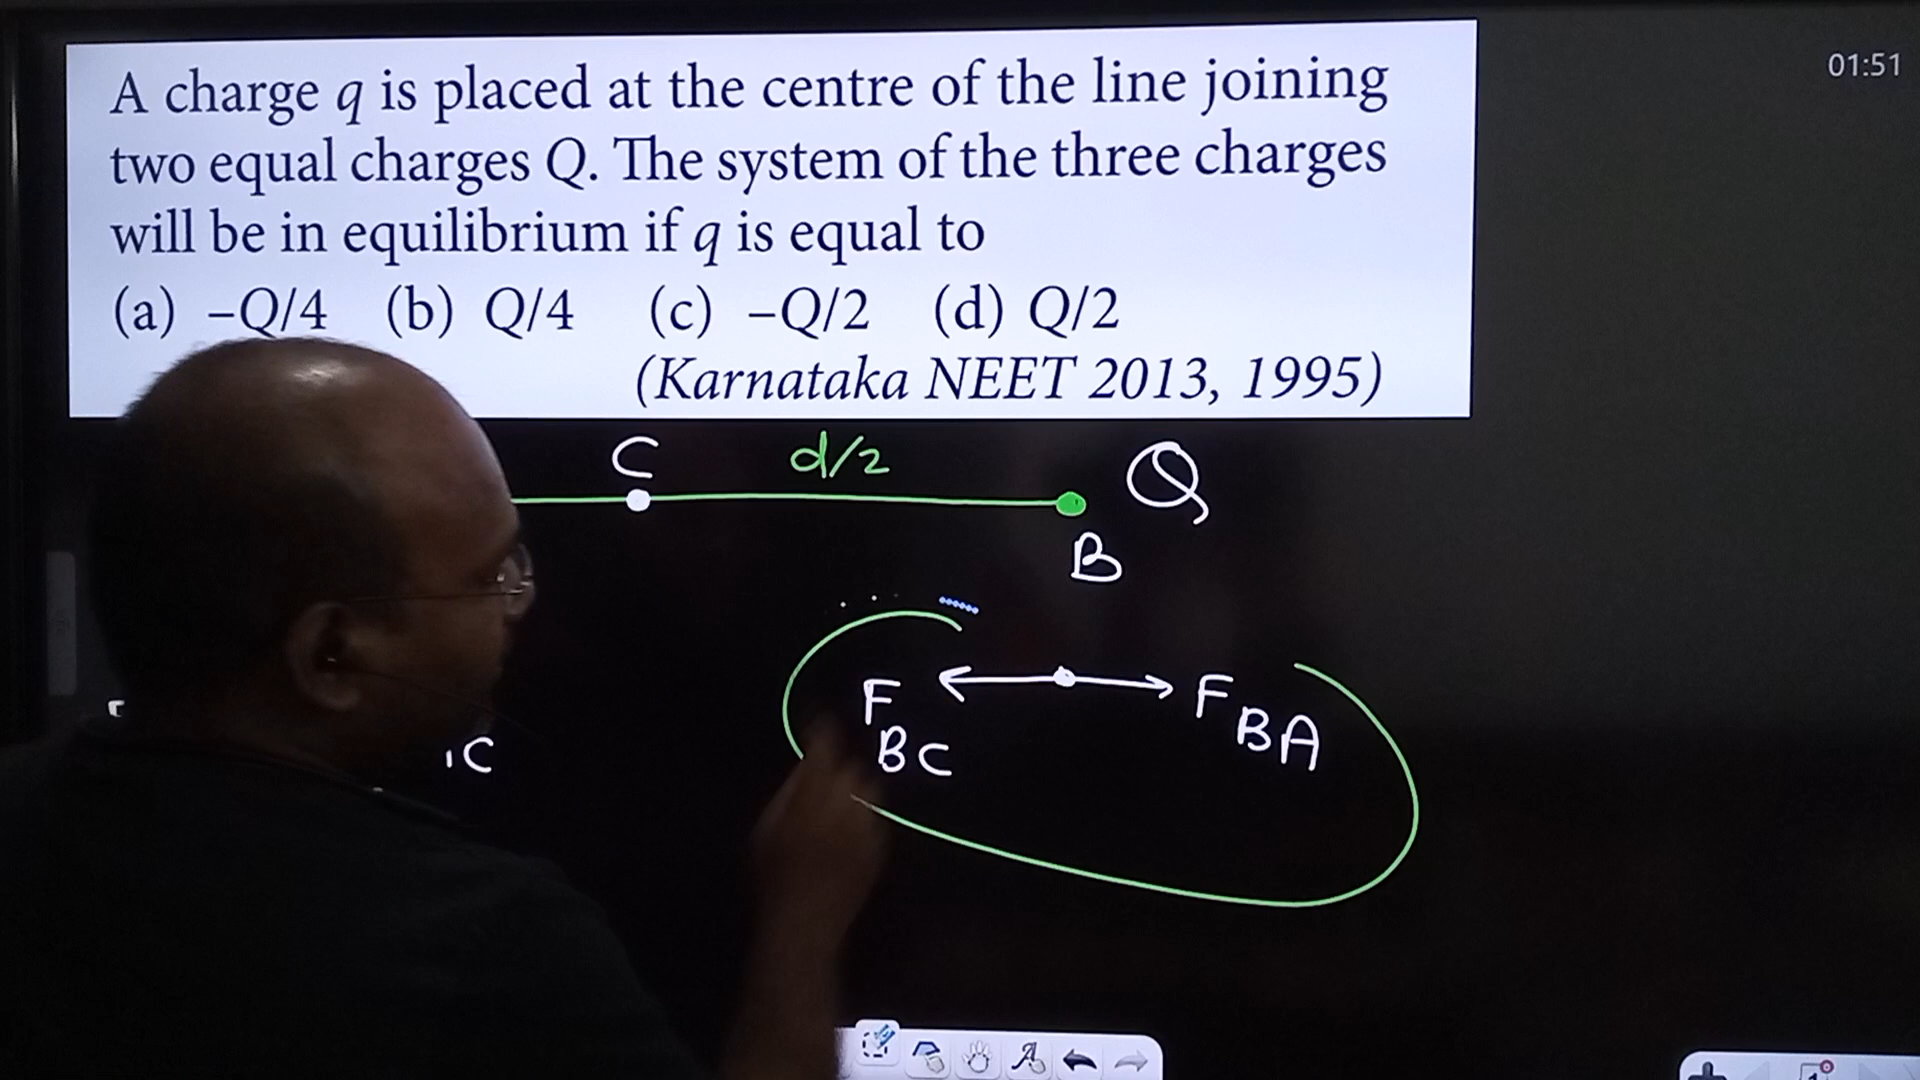 01:51
A charge q is placed at the centre of the line joining
two equal charges Q. The system of the three charges
will be in equilibrium if q is equal to
(a) –Q/4 (b) Q/4 (c) –Q/2 (d) Q/2
(Karnataka NEET 2013, 1995)
C d/2 Q
B
F BC F BA
C